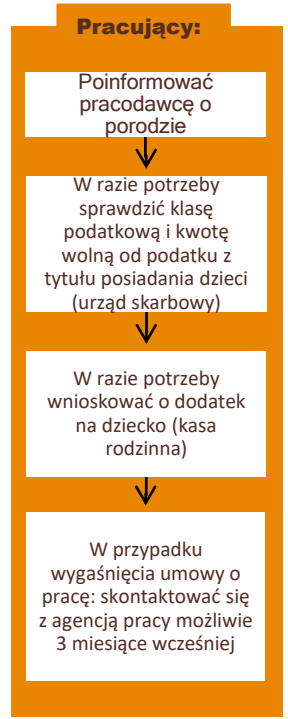 Pracujący:
Poinformować
pracodawcę o
porodzie
W razie potrzeby
sprawdzić klasę
podatkową i kwotę
wolną od podatku z
tytułu posiadania dzieci
(urząd skarbowy)
W razie potrzeby
wnioskować o dodatek
na dziecko (kasa
rodzinna)
W przypadku
wygaśnięcia umowy o
pracę: skontaktować się
z agencją pracy możliwie
3 miesiące wcześniej